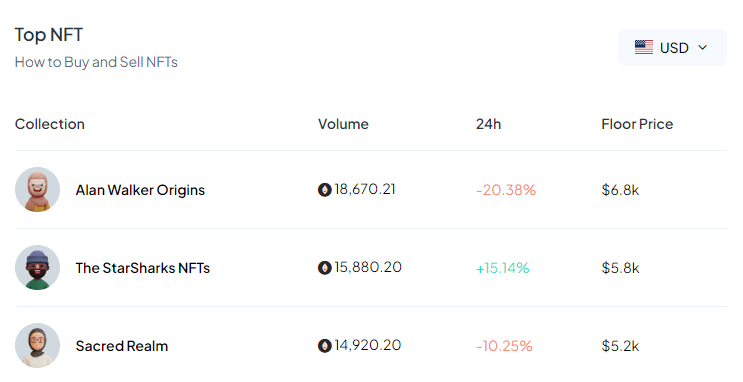 Top NFT
How to Buy and Sell NFTs
USD
Collection Volume 24h Floor Price
Alan Walker Origins 18,670.21 -20.38% $6.8k
The StarSharks NFTs 15,880.20 +15.14% $5.8k
Sacred Realm 14,920.20 -10.25% $5.2k